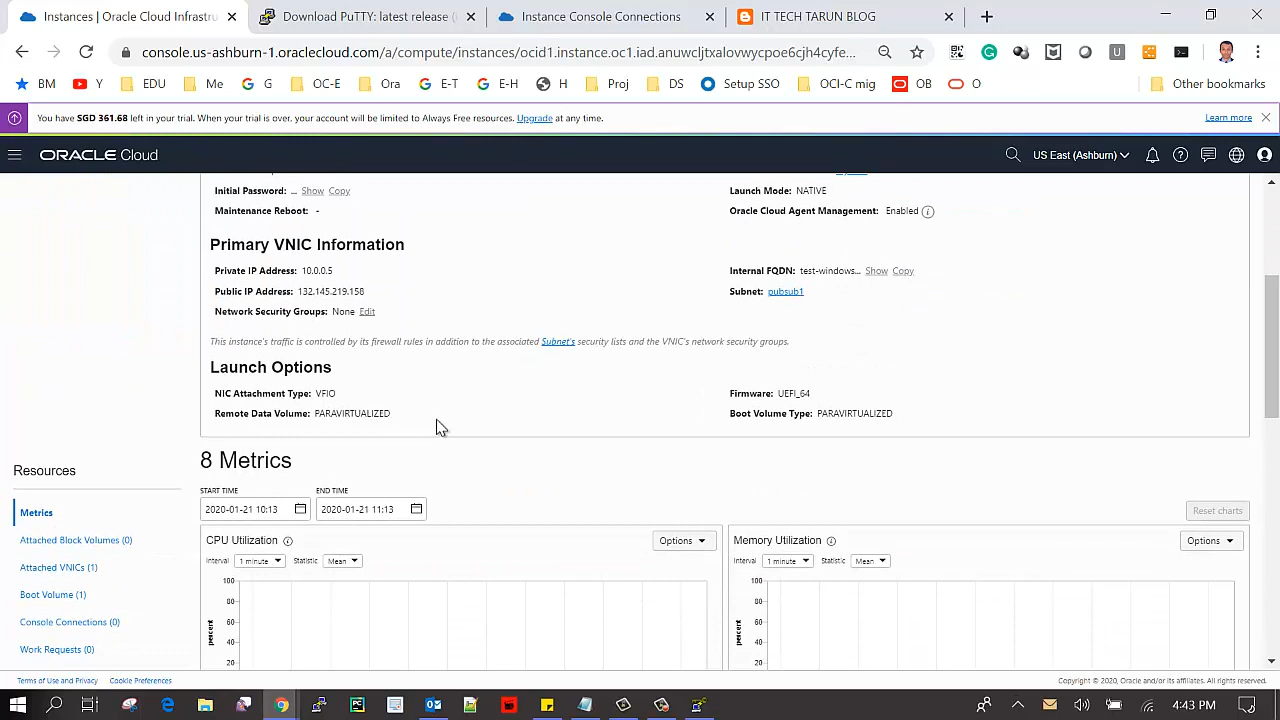 Instances | Oracle Cloud Infrastru
Download PuTTY: latest release (
Instance Console Connections
IT TECH TARUN BLOG
console.us-ashburn-1.oraclecloud.com/a/compute/instances/ocid1.instance.oc1.iad.anuwcljtxalovwycpoe6cjh4cyfe...
BM
Y
EDU
Me
G
OC-E
Ora
E-T
E-H
H
Proj
DS
Setup SSO
OCI-C mig
OB
O
Other bookmarks
You have SGD 361.68 left in your trial. When your trial is over, your account will be limited to Always Free resources. Upgrade at any time.
Learn more
ORACLE Cloud
US East (Ashburn)
Initial Password: ... Show Copy
Launch Mode: NATIVE
Maintenance Reboot: -
Oracle Cloud Agent Management: Enabled
Primary VNIC Information
Private IP Address: 10.0.0.5
Internal FQDN: test-windows... Show Copy
Public IP Address: 132.145.219.158
Subnet: pubsub1
Network Security Groups: None Edit
This instance's traffic is controlled by its firewall rules in addition to the associated Subnet's security lists and the VNIC's network security groups.
Launch Options
NIC Attachment Type: VFIO
Firmware: UEFI_64
Remote Data Volume: PARAVIRTUALIZED
Boot Volume Type: PARAVIRTUALIZED
Resources
Metrics
Attached Block Volumes (0)
Attached VNICs (1)
Boot Volume (1)
Console Connections (0)
Work Requests (0)
8 Metrics
START TIME
END TIME
2020-01-21 10:13
2020-01-21 11:13
Reset charts
CPU Utilization
Options
Interval 1 minute Statistic Mean
100
80
60
40
20
percent
Memory Utilization
Options
Interval 1 minute Statistic Mean
100
80
60
40
20
percent
Terms of Use and Privacy
Cookie Preferences
Copyright © 2020, Oracle and/or its affiliates. All rights reserved.
4:43 PM